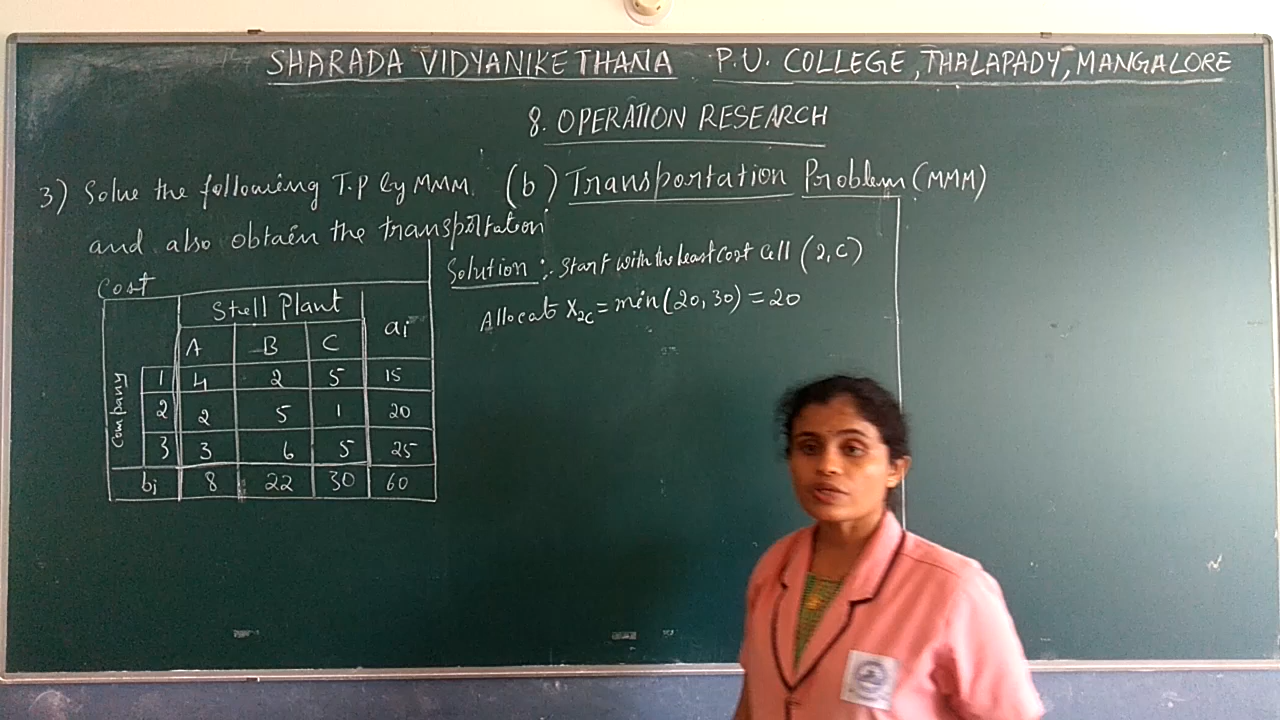 SHARADA VIDYANIKETHANA P.U. COLLEGE, THALAPADY, MANGALORE
8. OPERATION RESEARCH
(b) Transportation Problem (MMM)
3) Solve the following T.P by MMM.
and also obtain the transportation
Cost
Stell Plant ai
A B C
Company
1 4 2 5 15
2 2 5 1 20
3 3 6 5 25
bj 8 22 30 60
Solution :- Start with the least cost cell (2,C)
Allocate X2C = min(20, 30) = 20